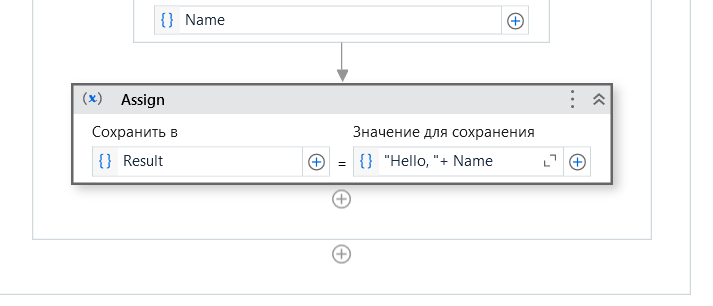 {} Name
(x) Assign
Сохранить в
Значение для сохранения
{} Result = {} "Hello, "+ Name